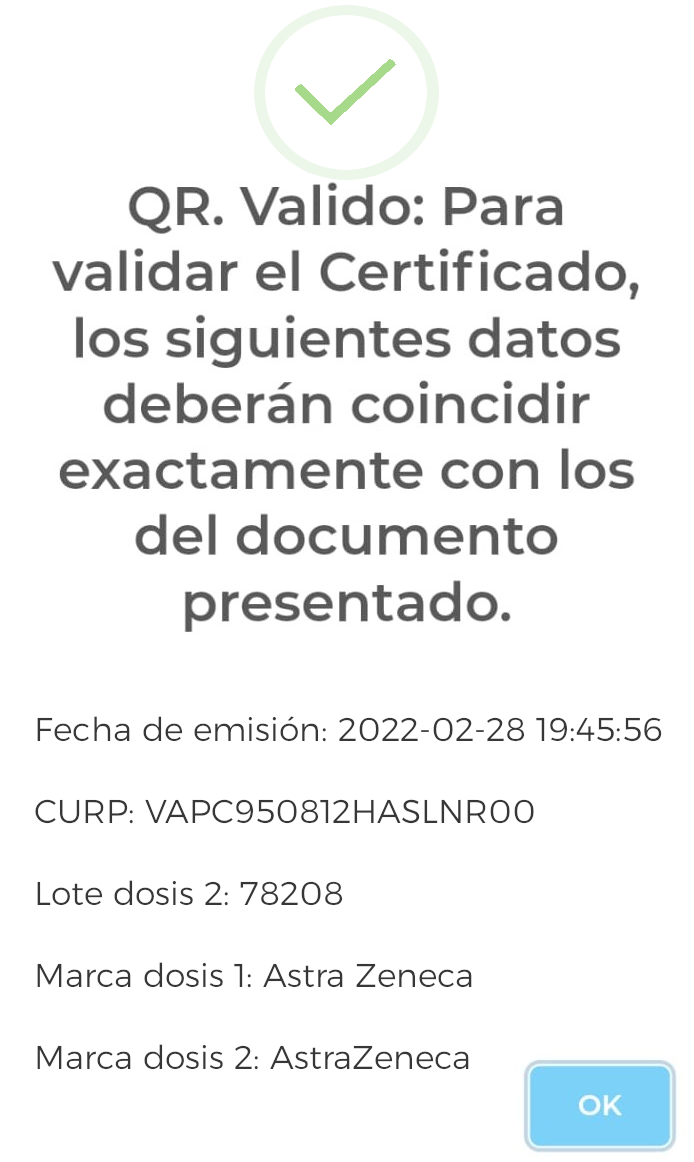 QR. Valido: Para
validar el Certificado,
los siguientes datos
deberán coincidir
exactamente con los
del documento
presentado.
Fecha de emisión: 2022-02-28 19:45:56
CURP: VAPC950812HASLNR00
Lote dosis 2: 78208
Marca dosis 1: Astra Zeneca
Marca dosis 2: AstraZeneca
OK